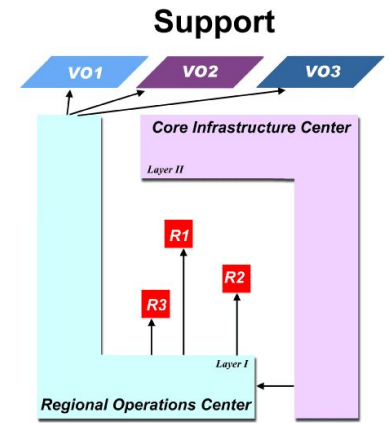 Support
VO1
VO2
VO3
Core Infrastructure Center
Layer II
R1
R2
R3
Layer I
Regional Operations Center